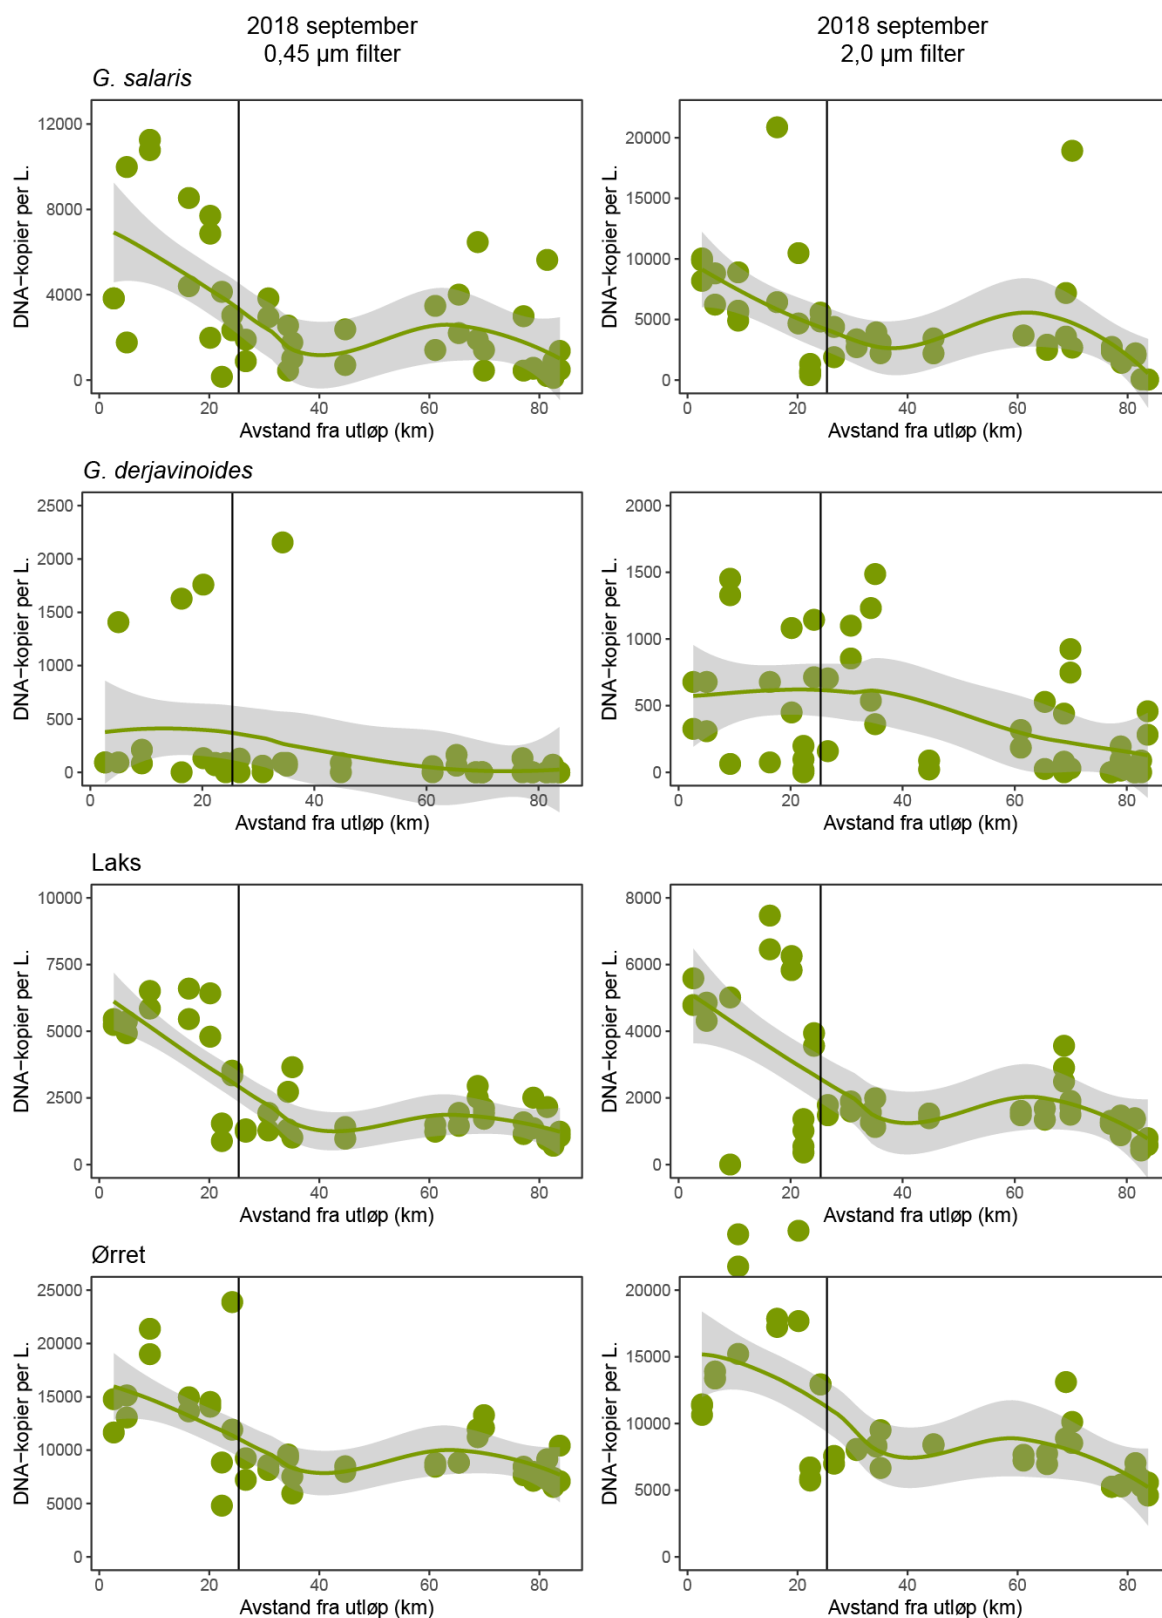 2018 september
0,45 µm filter
2018 september
2,0 µm filter
G. salaris
DNA−kopier per L.
12000
8000
4000
0
0 20 40 60 80
Avstand fra utløp (km)
DNA−kopier per L.
20000
15000
10000
5000
0
0 20 40 60 80
Avstand fra utløp (km)
G. derjavinoides
DNA−kopier per L.
2500
2000
1500
1000
500
0
0 20 40 60 80
Avstand fra utløp (km)
DNA−kopier per L.
2000
1500
1000
500
0
0 20 40 60 80
Avstand fra utløp (km)
Laks
DNA−kopier per L.
10000
7500
5000
2500
0
0 20 40 60 80
Avstand fra utløp (km)
DNA−kopier per L.
8000
6000
4000
2000
0
0 20 40 60 80
Avstand fra utløp (km)
Ørret
DNA−kopier per L.
25000
20000
15000
10000
5000
0
0 20 40 60 80
Avstand fra utløp (km)
DNA−kopier per L.
20000
15000
10000
5000
0
0 20 40 60 80
Avstand fra utløp (km)